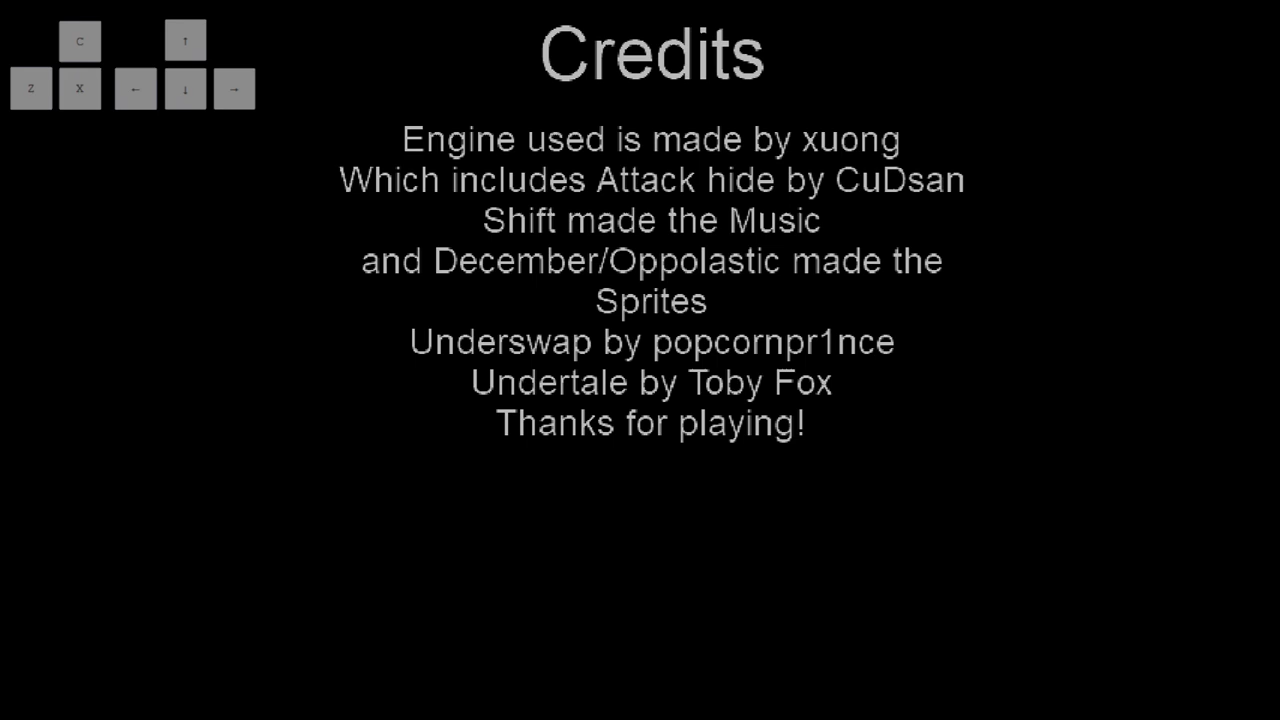 C ↑
Z X ← ↓ →
Credits
Engine used is made by xuong
Which includes Attack hide by CuDsan
Shift made the Music
and December/Oppolastic made the
Sprites
Underswap by popcornpr1nce
Undertale by Toby Fox
Thanks for playing!